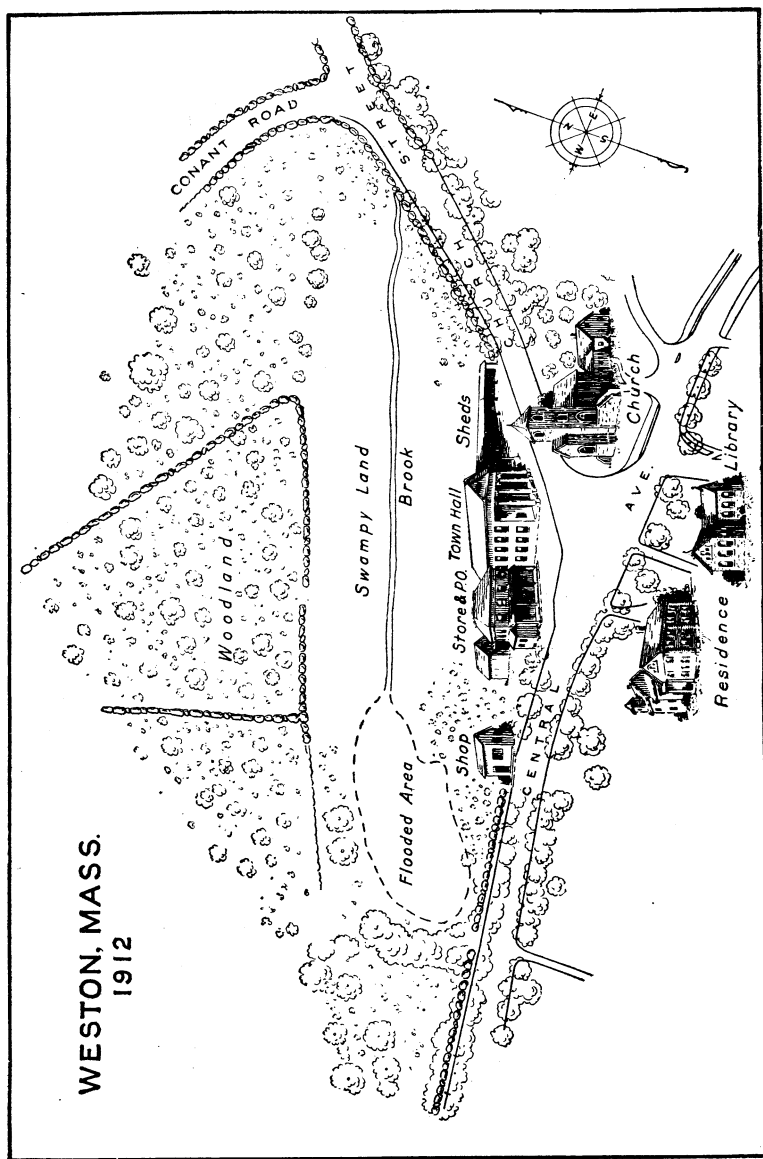 WESTON, MASS.
1912
CONANT ROAD
CHURCH STREET
N
E
S
W
Woodland
Swampy Land
Brook
Flooded Area
Shop
Store & P.O.
Town Hall
Sheds
Church
CENTRAL AVE.
Residence
Library